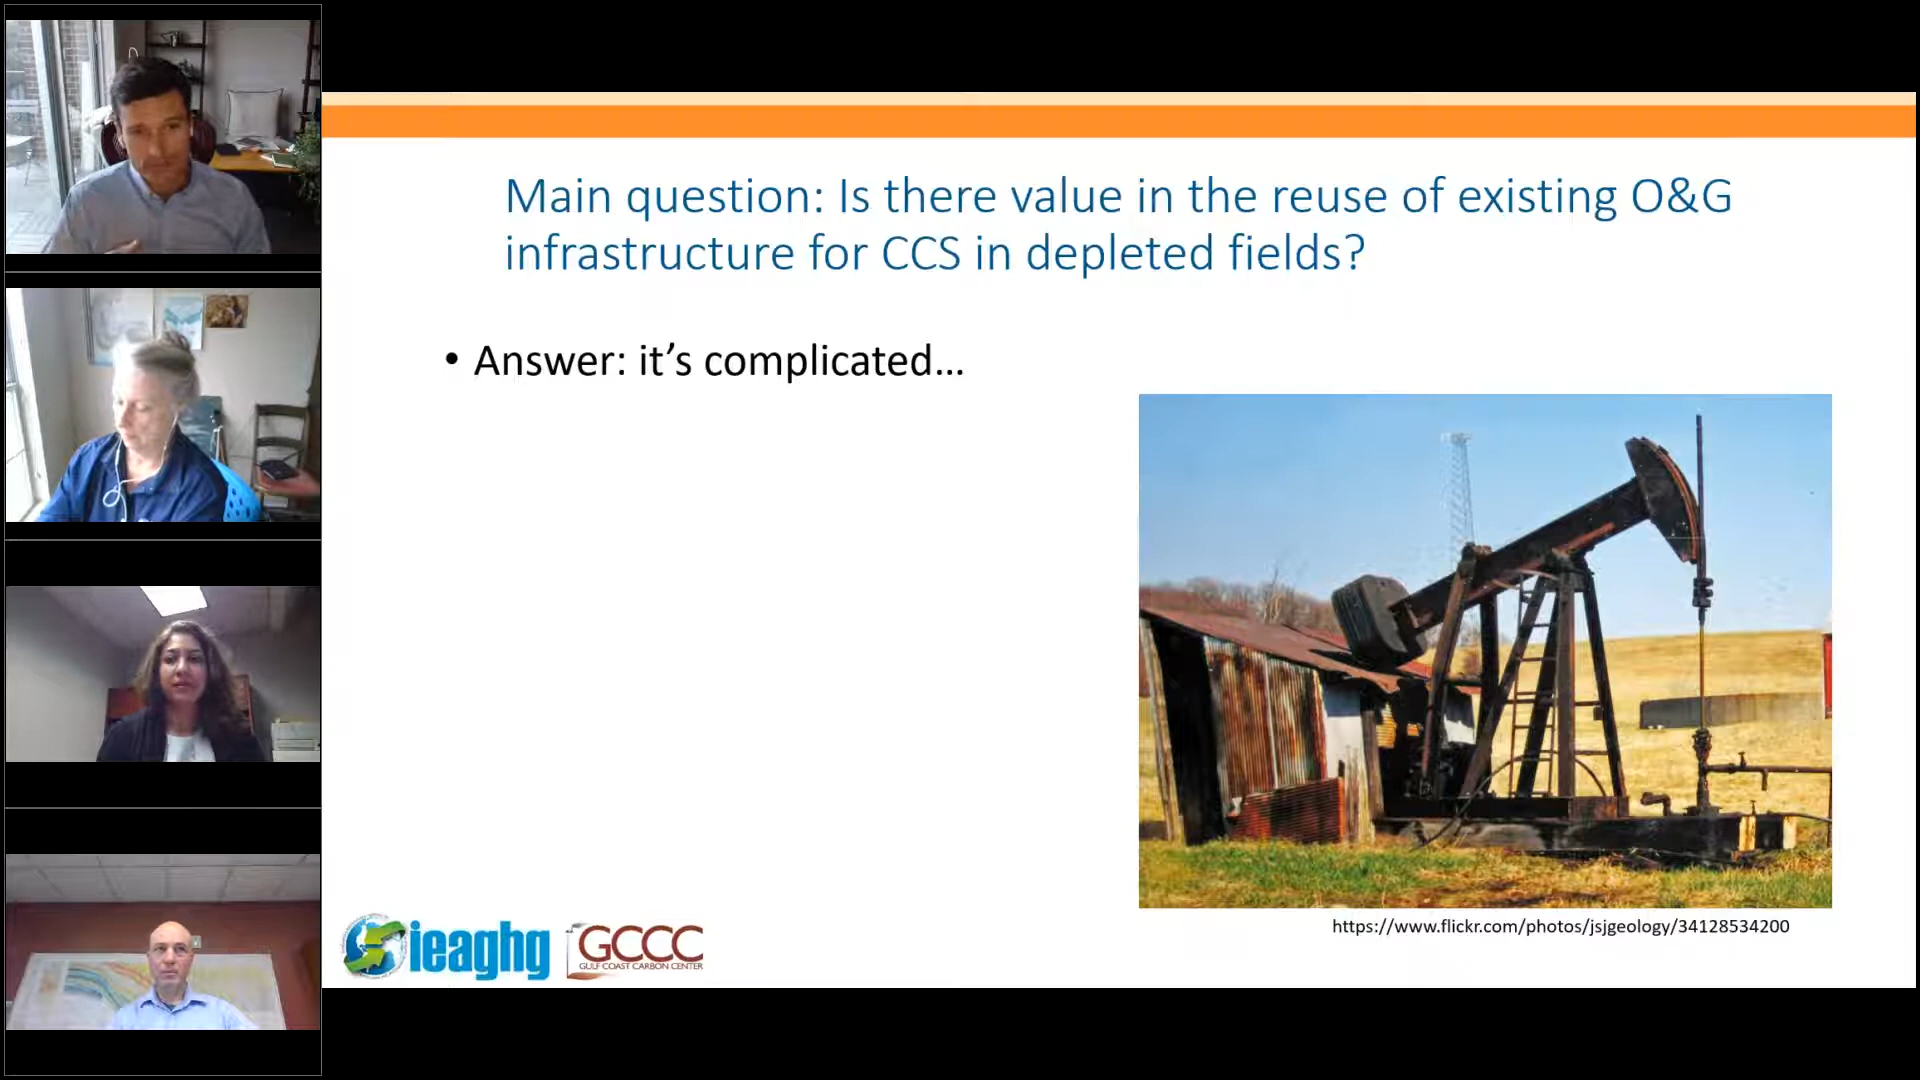 Main question: Is there value in the reuse of existing O&G
infrastructure for CCS in depleted fields?
• Answer: it’s complicated…
https://www.flickr.com/photos/jsjgeology/34128534200
ieaghg
GCCC
GULF COAST CARBON CENTER